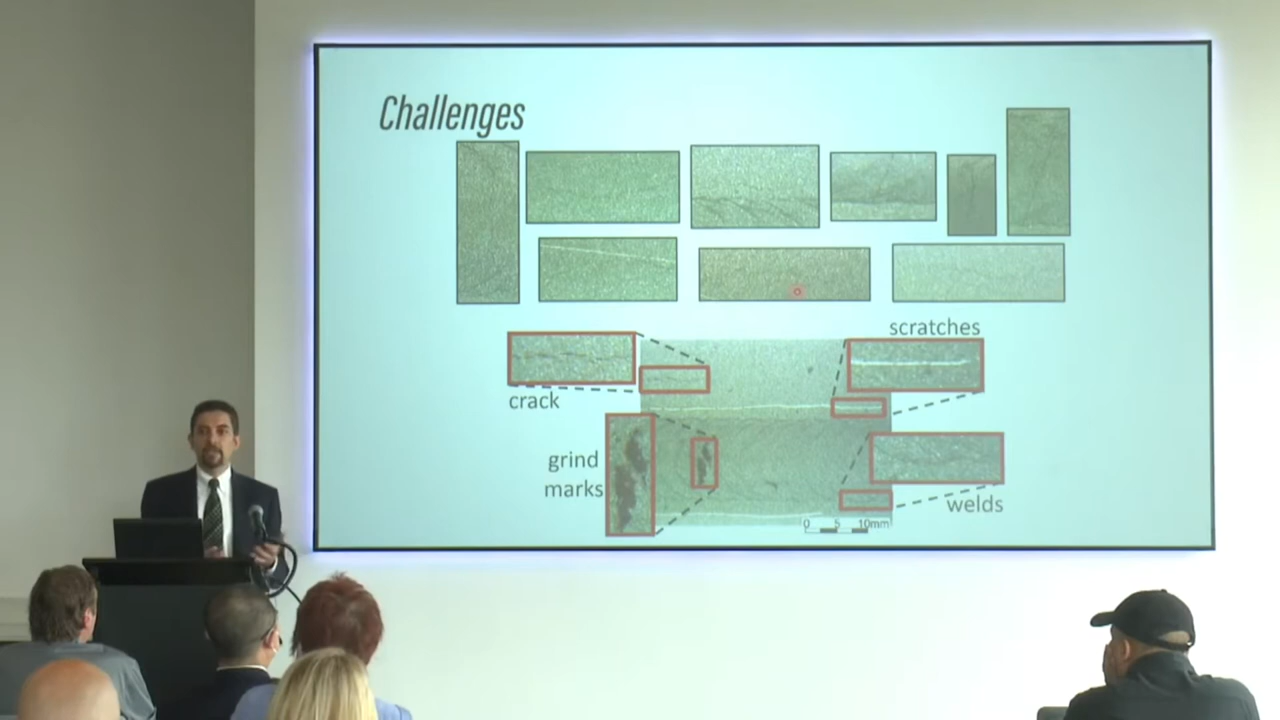 Challenges
scratches
crack
grind
marks
welds
0 5 10mm